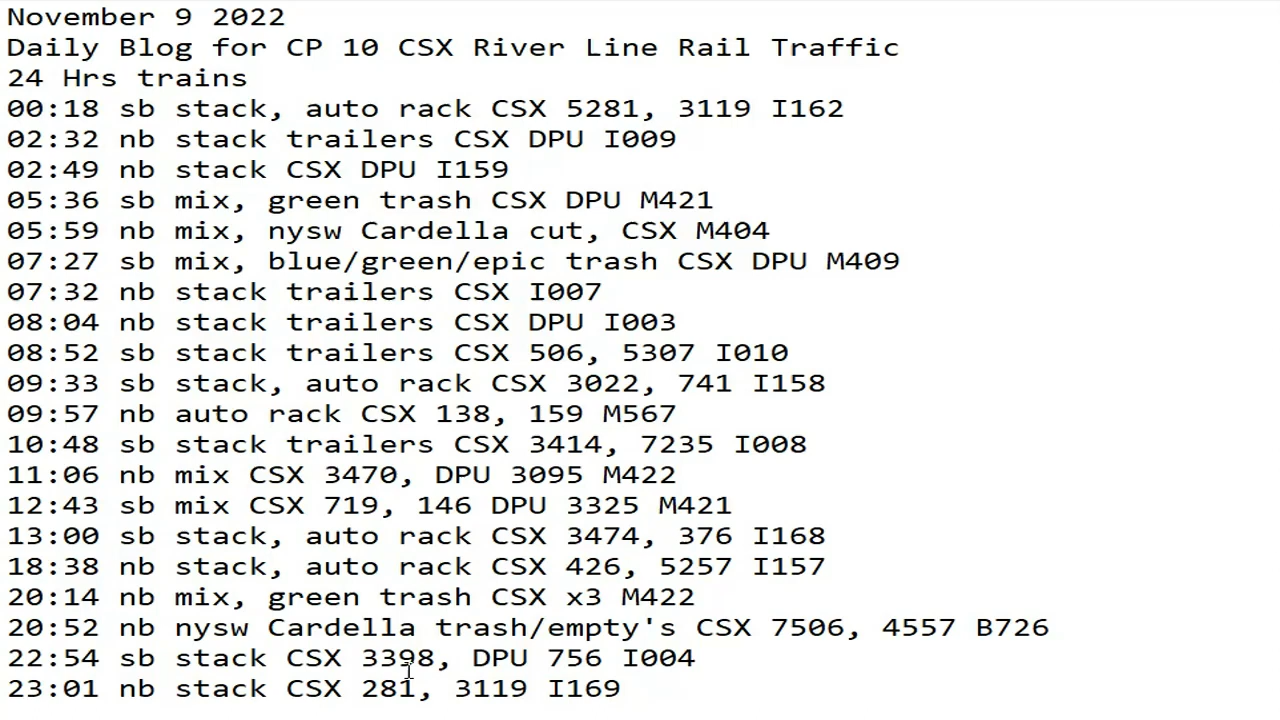 November 9 2022
Daily Blog for CP 10 CSX River Line Rail Traffic
24 Hrs trains
00:18 sb stack, auto rack CSX 5281, 3119 I162
02:32 nb stack trailers CSX DPU I009
02:49 nb stack CSX DPU I159
05:36 sb mix, green trash CSX DPU M421
05:59 nb mix, nysw Cardella cut, CSX M404
07:27 sb mix, blue/green/epic trash CSX DPU M409
07:32 nb stack trailers CSX I007
08:04 nb stack trailers CSX DPU I003
08:52 sb stack trailers CSX 506, 5307 I010
09:33 sb stack, auto rack CSX 3022, 741 I158
09:57 nb auto rack CSX 138, 159 M567
10:48 sb stack trailers CSX 3414, 7235 I008
11:06 nb mix CSX 3470, DPU 3095 M422
12:43 sb mix CSX 719, 146 DPU 3325 M421
13:00 sb stack, auto rack CSX 3474, 376 I168
18:38 nb stack, auto rack CSX 426, 5257 I157
20:14 nb mix, green trash CSX x3 M422
20:52 nb nysw Cardella trash/empty's CSX 7506, 4557 B726
22:54 sb stack CSX 3398, DPU 756 I004
23:01 nb stack CSX 281, 3119 I169